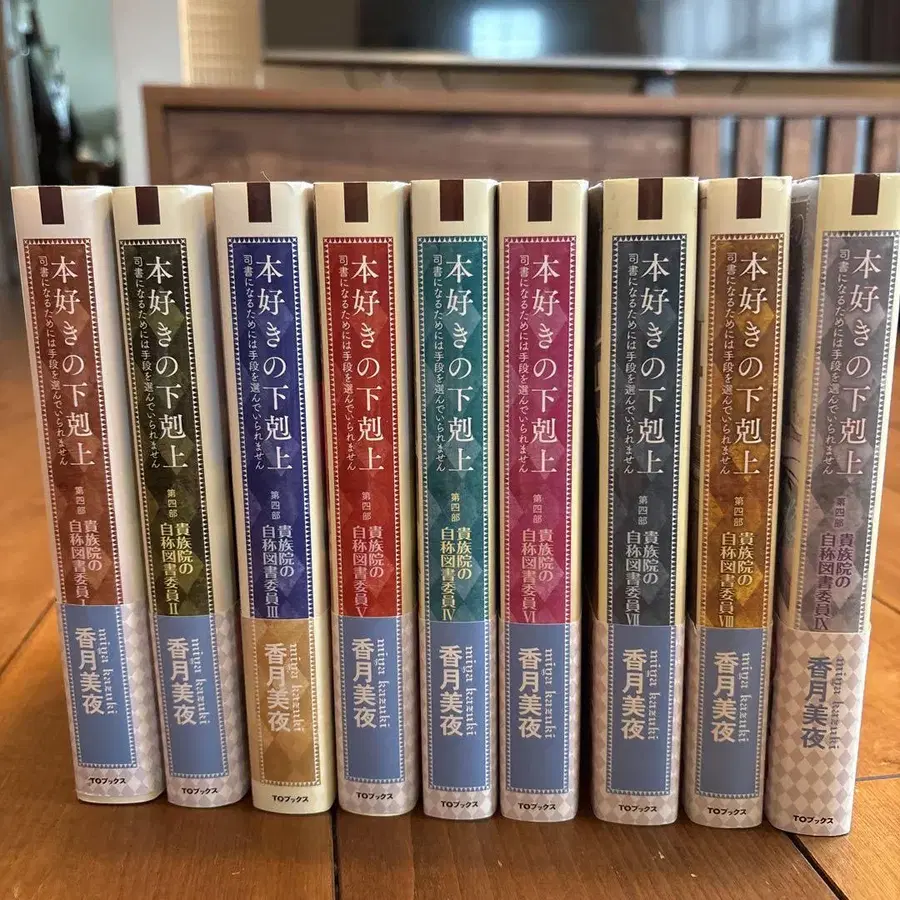 本好きの下剋上
司書になるためには手段を選んでいられません
第四部
貴族院の
自称図書委員I
香月美夜
TOブックス
本好きの下剋上
司書になるためには手段を選んでいられません
第四部
貴族院の
自称図書委員II
香月美夜
miya kazuki
TOブックス
本好きの下剋上
司書になるためには手段を選んでいられません
第四部
貴族院の
自称図書委員III
香月美夜
TOブックス
本好きの下剋上
司書になるためには手段を選んでいられません
第四部
貴族院の
自称図書委員V
香月美夜
miya kazuki
TOブックス
本好きの下剋上
司書になるためには手段を選んでいられません
第四部
貴族院の
自称図書委員IV
香月美夜
miya kazuki
TOブックス
本好きの下剋上
司書になるためには手段を選んでいられません
第四部
貴族院の
自称図書委員VI
香月美夜
miya kazuki
TOブックス
本好きの下剋上
司書になるためには手段を選んでいられません
第四部
貴族院の
自称図書委員VII
香月美夜
miya kazuki
TOブックス
本好きの下剋上
司書になるためには手段を選んでいられません
第四部
貴族院の
自称図書委員VIII
香月美夜
miya kazuki
TOブックス
本好きの下剋上
司書になるためには手段を選んでいられません
第四部
貴族院の
自称図書委員IX
香月美夜
miya kazuki
TOブックス